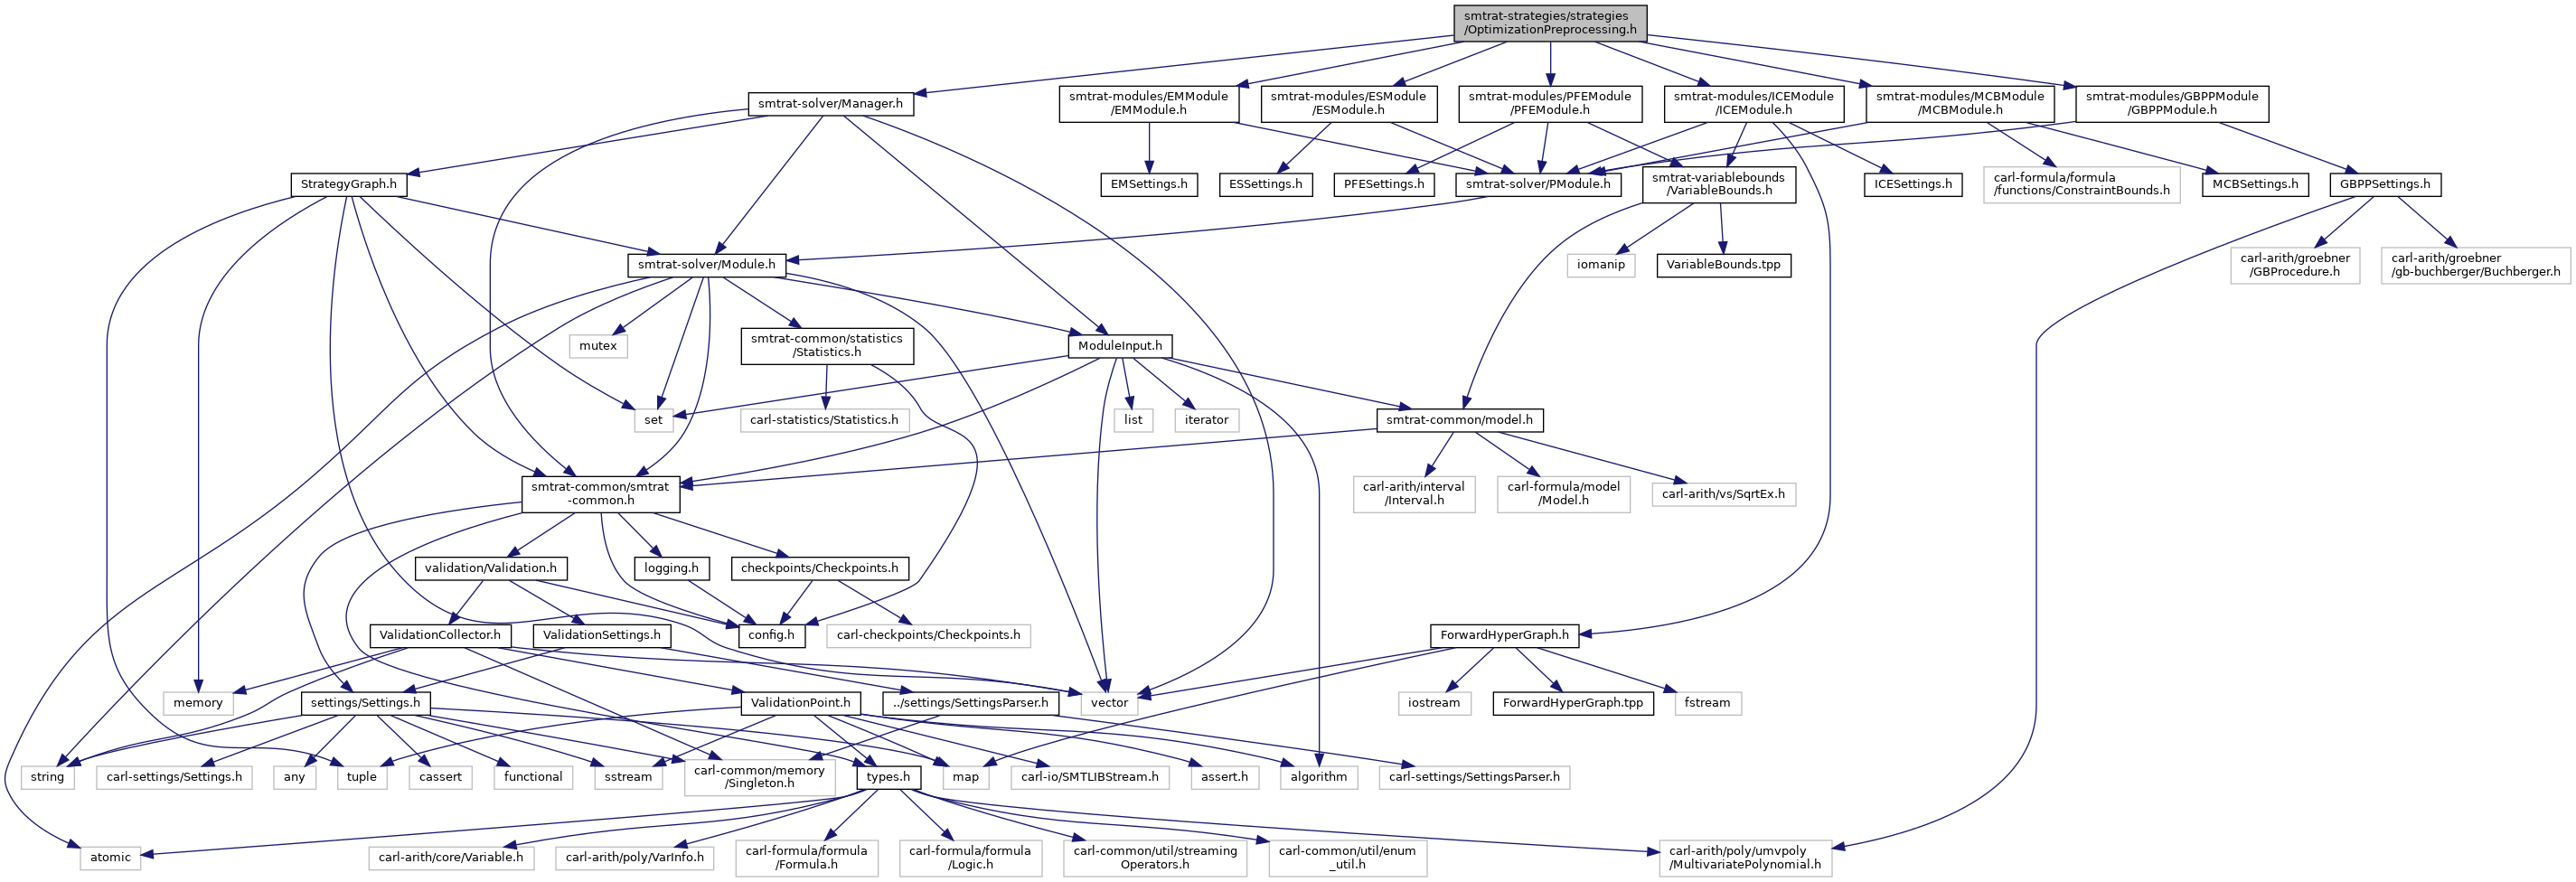 smtrat-strategies/strategies
/OptimizationPreprocessing.h
smtrat-solver/Manager.h
smtrat-modules/EMModule
/EMModule.h
smtrat-modules/ESModule
/ESModule.h
smtrat-modules/PFEModule
/PFEModule.h
smtrat-modules/ICEModule
/ICEModule.h
smtrat-modules/MCBModule
/MCBModule.h
smtrat-modules/GBPPModule
/GBPPModule.h
StrategyGraph.h
EMSettings.h
ESSettings.h
PFESettings.h
smtrat-solver/PModule.h
smtrat-variablebounds
/VariableBounds.h
ICESettings.h
carl-formula/formula
/functions/ConstraintBounds.h
MCBSettings.h
GBPPSettings.h
smtrat-solver/Module.h
iomanip
VariableBounds.tpp
carl-arith/groebner
/GBProcedure.h
carl-arith/groebner
/gb-buchberger/Buchberger.h
mutex
smtrat-common/statistics
/Statistics.h
ModuleInput.h
set
carl-statistics/Statistics.h
list
iterator
smtrat-common/model.h
smtrat-common/smtrat
-common.h
carl-arith/interval
/Interval.h
carl-formula/model
/Model.h
carl-arith/vs/SqrtEx.h
validation/Validation.h
logging.h
checkpoints/Checkpoints.h
ValidationCollector.h
ValidationSettings.h
config.h
carl-checkpoints/Checkpoints.h
ForwardHyperGraph.h
memory
settings/Settings.h
ValidationPoint.h
../settings/SettingsParser.h
vector
iostream
ForwardHyperGraph.tpp
fstream
string
carl-settings/Settings.h
any
tuple
cassert
functional
sstream
carl-common/memory
/Singleton.h
types.h
map
carl-io/SMTLIBStream.h
assert.h
algorithm
carl-settings/SettingsParser.h
atomic
carl-arith/core/Variable.h
carl-arith/poly/VarInfo.h
carl-formula/formula
/Formula.h
carl-formula/formula
/Logic.h
carl-common/util/streaming
Operators.h
carl-common/util/enum
_util.h
carl-arith/poly/umvpoly
/MultivariatePolynomial.h